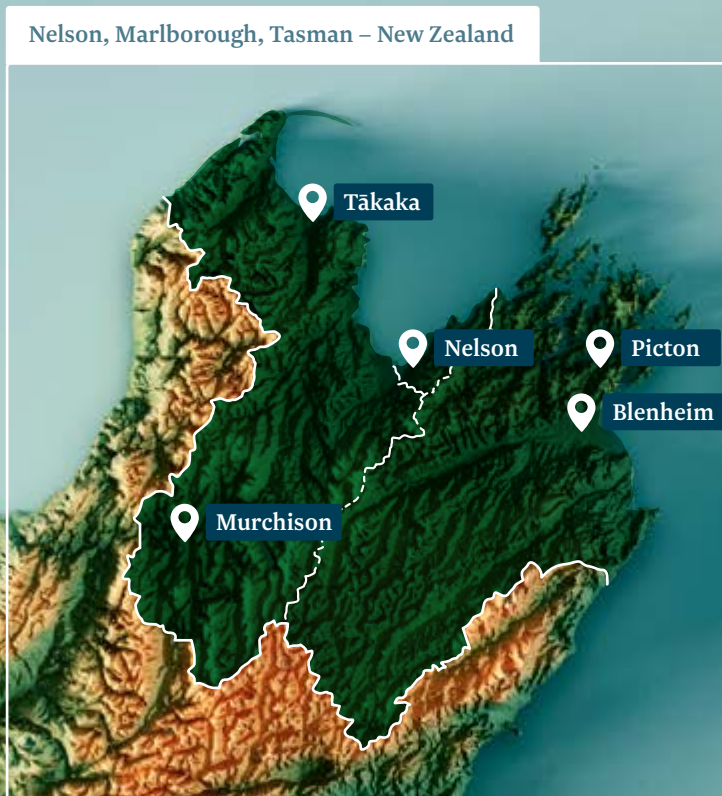 Nelson, Marlborough, Tasman – New Zealand
Tākaka
Nelson
Picton
Blenheim
Murchison